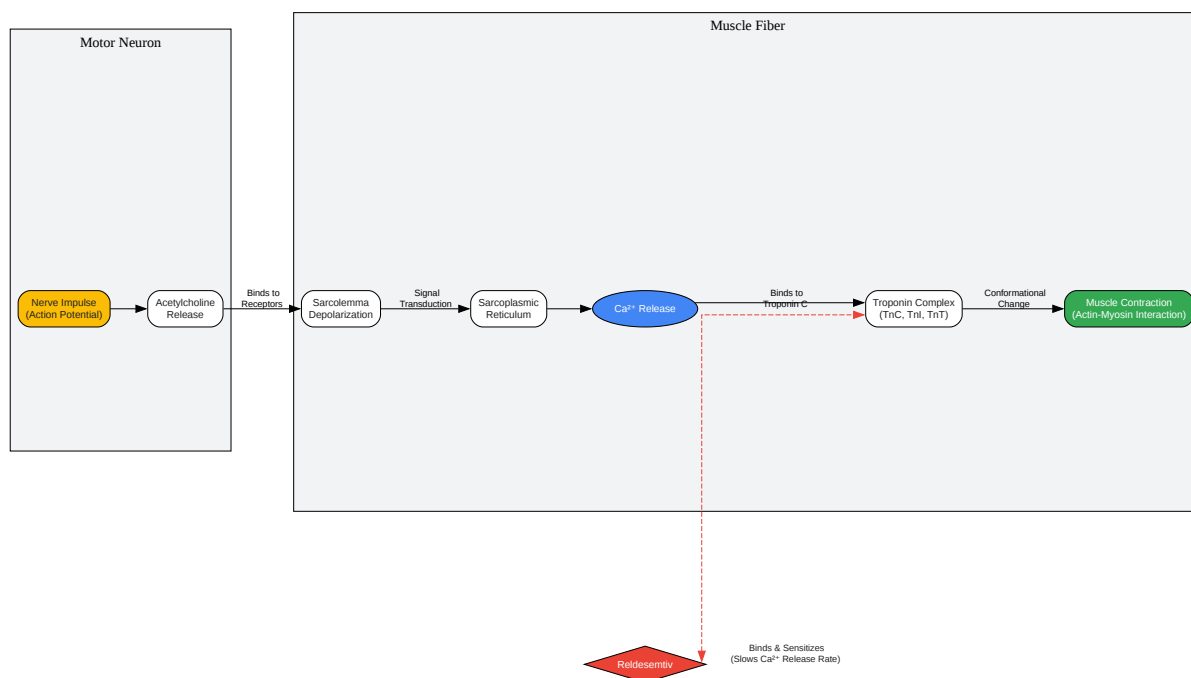 Motor Neuron
Muscle Fiber
Nerve Impulse
(Action Potential)
Acetylcholine
Release
Binds to
Receptors
Sarcolemma
Depolarization
Signal
Transduction
Sarcoplasmic
Reticulum
Ca²⁺ Release
Binds to
Troponin C
Troponin Complex
(TnC, TnI, TnT)
Conformational
Change
Muscle Contraction
(Actin-Myosin Interaction)
Reldesemtiv
Binds & Sensitizes
(Slows Ca²⁺ Release Rate)